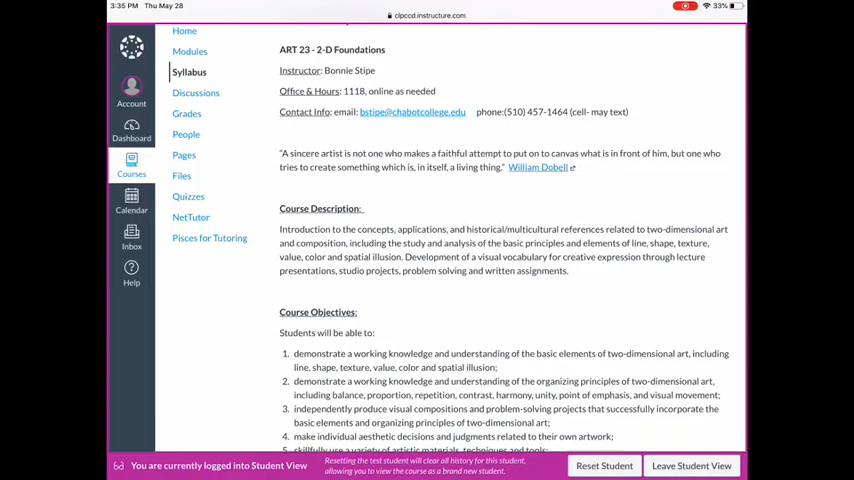 3:35 PM Thu May 28
33%
clpccd.instructure.com
Home
Modules
Syllabus
Discussions
Grades
People
Pages
Files
Quizzes
NetTutor
Pisces for Tutoring
Account
Dashboard
Courses
Calendar
Inbox
Help
ART 23 - 2-D Foundations
Instructor: Bonnie Stipe
Office & Hours: 1118, online as needed
Contact Info: email: bstipe@chabotcollege.edu phone:(510) 457-1464 (cell- may text)
“A sincere artist is not one who makes a faithful attempt to put on to canvas what is in front of him, but one who
tries to create something which is, in itself, a living thing.” William Dobell
Course Description:
Introduction to the concepts, applications, and historical/multicultural references related to two-dimensional art
and composition, including the study and analysis of the basic principles and elements of line, shape, texture,
value, color and spatial illusion. Development of a visual vocabulary for creative expression through lecture
presentations, studio projects, problem solving and written assignments.
Course Objectives:
Students will be able to:
1. demonstrate a working knowledge and understanding of the basic elements of two-dimensional art, including
line, shape, texture, value, color and spatial illusion;
2. demonstrate a working knowledge and understanding of the organizing principles of two-dimensional art,
including balance, proportion, repetition, contrast, harmony, unity, point of emphasis, and visual movement;
3. independently produce visual compositions and problem-solving projects that successfully incorporate the
basic elements and organizing principles of two-dimensional art;
4. make individual aesthetic decisions and judgments related to their own artwork;
5. skillfully use a variety of artistic materials, techniques and tools;
You are currently logged into Student View
Resetting the test student will clear all history for this student,
allowing you to view the course as a brand new student.
Reset Student
Leave Student View